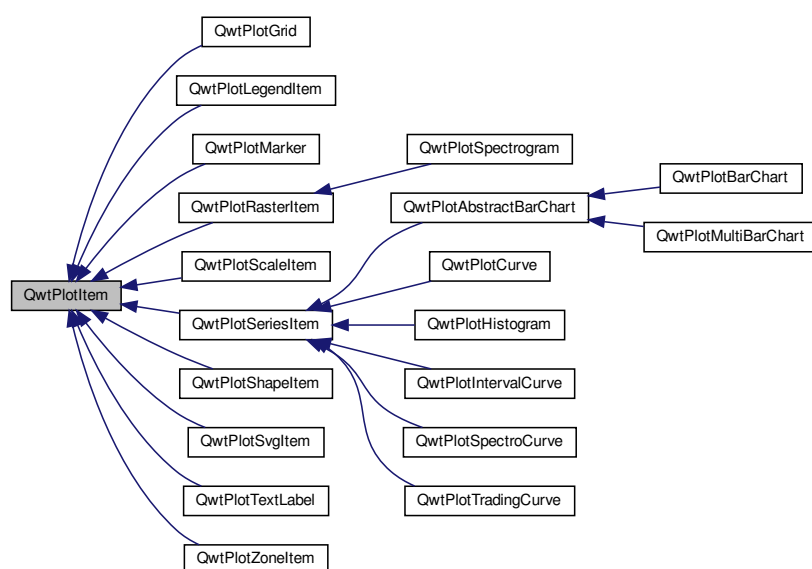 QwtPlotGrid
QwtPlotLegendItem
QwtPlotMarker
QwtPlotSpectrogram
QwtPlotBarChart
QwtPlotRasterItem
QwtPlotAbstractBarChart
QwtPlotMultiBarChart
QwtPlotScaleItem
QwtPlotCurve
QwtPlotItem
QwtPlotSeriesItem
QwtPlotHistogram
QwtPlotShapeItem
QwtPlotIntervalCurve
QwtPlotSvgItem
QwtPlotSpectroCurve
QwtPlotTextLabel
QwtPlotTradingCurve
QwtPlotZoneItem